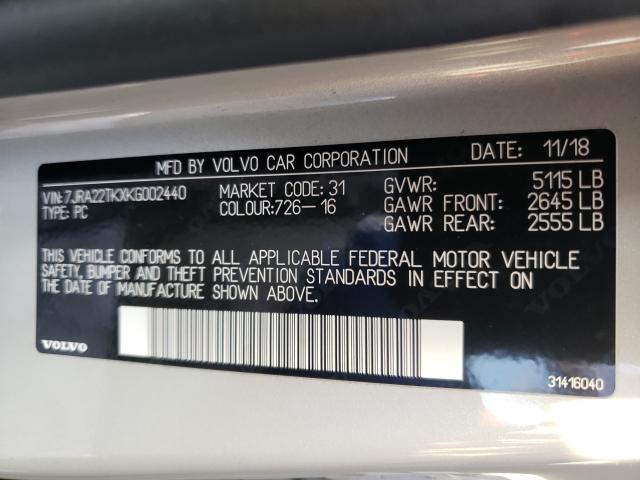 MFD BY VOLVO CAR CORPORATION DATE: 11/18
VIN:7JRA22TKXKG002440 MARKET CODE: 31 GVWR: 5115 LB
TYPE: PC COLOUR:726-16 GAWR FRONT: 2645 LB
GAWR REAR: 2555 LB
THIS VEHICLE CONFORMS TO ALL APPLICABLE FEDERAL MOTOR VEHICLE
SAFETY, BUMPER AND THEFT PREVENTION STANDARDS IN EFFECT ON
THE DATE OF MANUFACTURE SHOWN ABOVE.
VOLVO 31416040